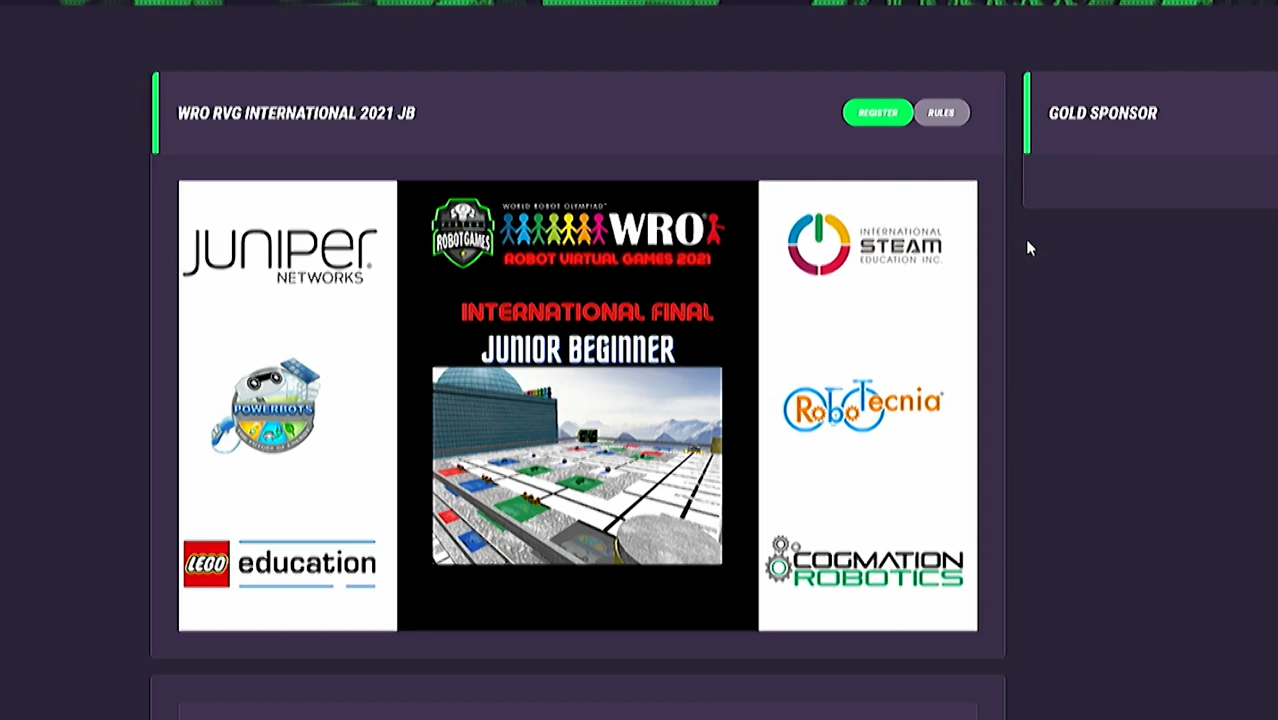 WRO RVG INTERNATIONAL 2021 JB
REGISTER
RULES
GOLD SPONSOR
JUNIPer
NETWORKS
POWERBOTS
LEGO education
ROBOTGAMES
WORLD ROBOT OLYMPIAD™
WRO®
ROBOT VIRTUAL GAMES 2021
INTERNATIONAL FINAL
JUNIOR BEGINNER
INTERNATIONAL
STEAM
EDUCATION INC.
RoboTecnia®
COGMATION
ROBOTICS